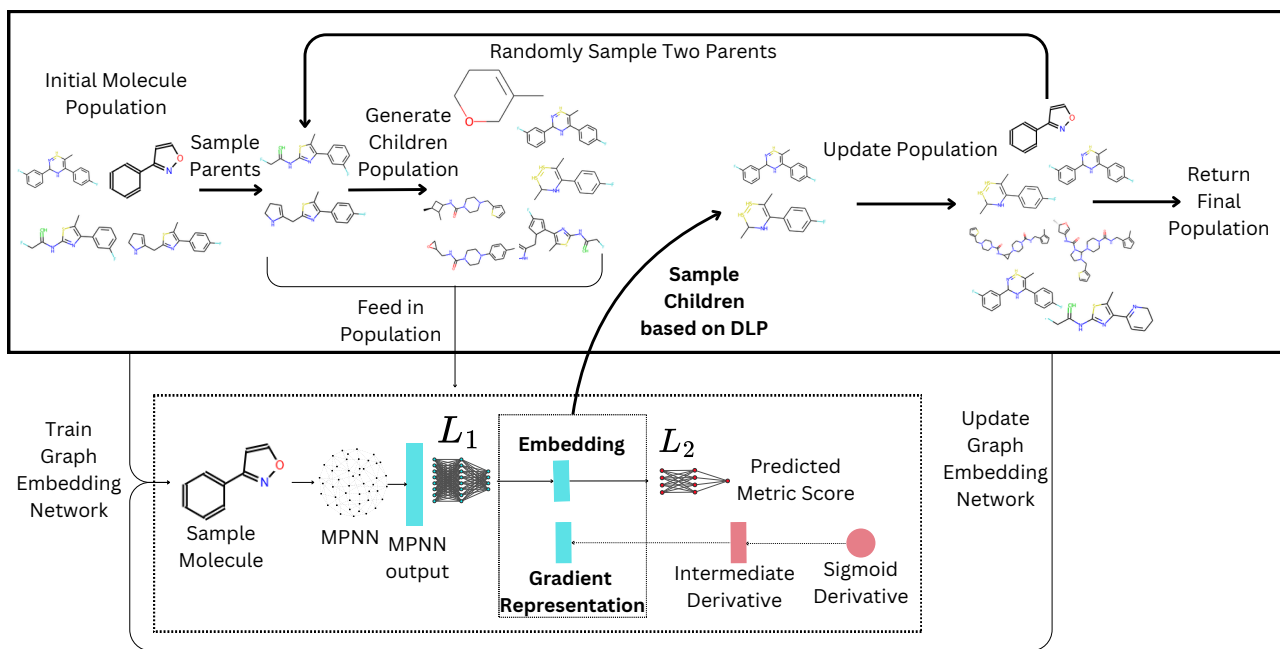 Randomly Sample Two Parents
Initial Molecule
Population
Sample
Parents
Generate
Children
Population
Update Population
Return
Final
Population
Feed in
Population
Sample
Children
based on DLP
Train
Graph
Embedding
Network
Sample
Molecule
MPNN
MPNN
output
L1
Embedding
L2
Predicted
Metric Score
Gradient
Representation
Intermediate
Derivative
Sigmoid
Derivative
Update
Graph
Embedding
Network